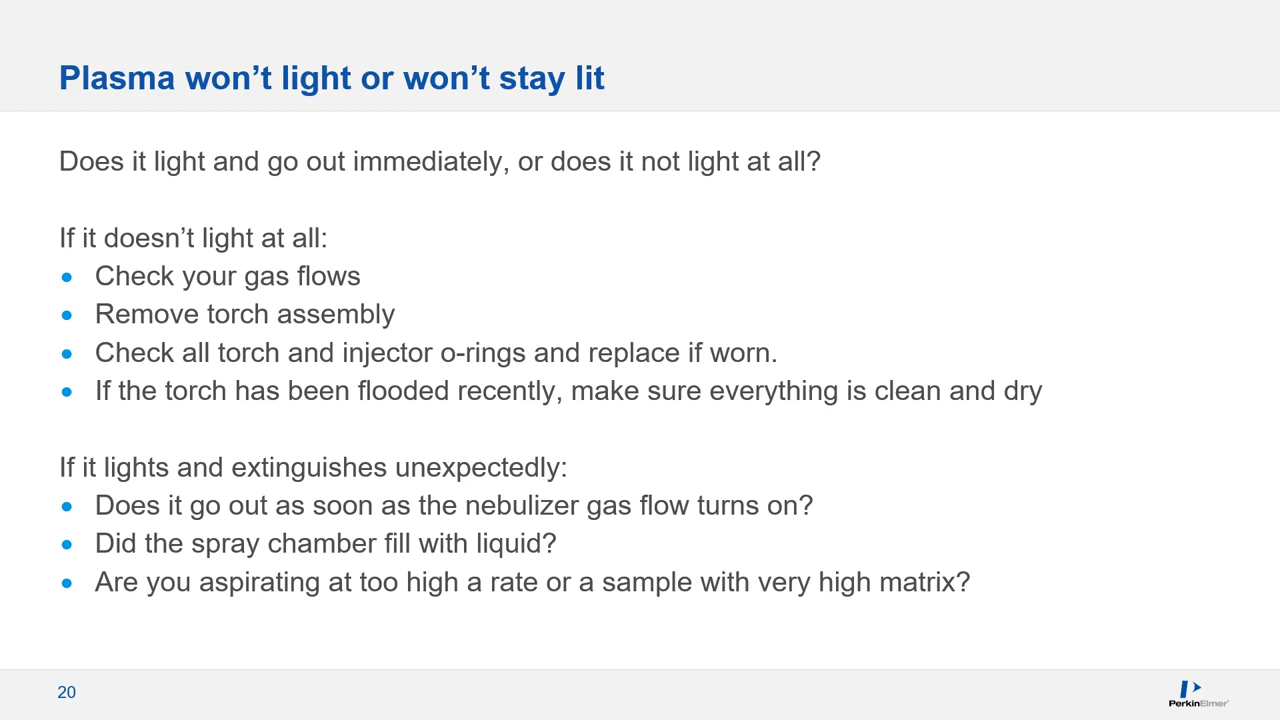 Plasma won’t light or won’t stay lit
Does it light and go out immediately, or does it not light at all?
If it doesn’t light at all:
• Check your gas flows
• Remove torch assembly
• Check all torch and injector o-rings and replace if worn.
• If the torch has been flooded recently, make sure everything is clean and dry
If it lights and extinguishes unexpectedly:
• Does it go out as soon as the nebulizer gas flow turns on?
• Did the spray chamber fill with liquid?
• Are you aspirating at too high a rate or a sample with very high matrix?
20
PerkinElmer